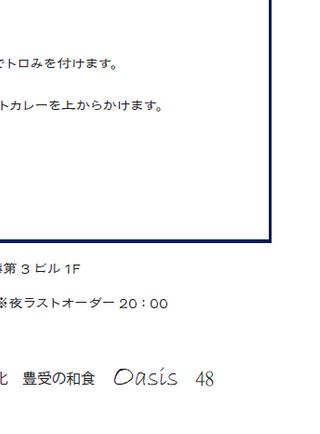 でトロみを付けます。
トカレーを上からかけます。
第 3 ビル 1F
※夜ラストオーダー 20：00
北　豊受の和食　Oasis　48